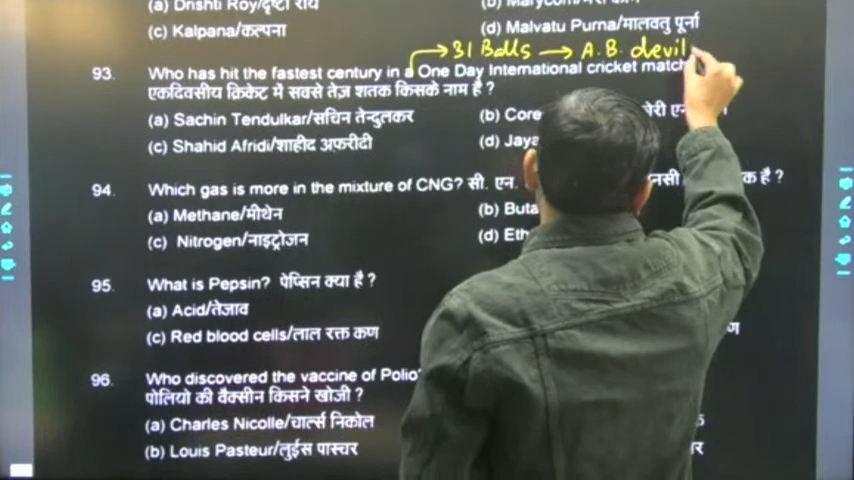 (a) Drishti Roy/दृष्टी राय
(c) Kalpana/कल्पना
(d) Malvatu Purna/मालवतु पूर्ना
31 Balls → A. B. devil
93. Who has hit the fastest century in a One Day International cricket match
एकदिवसीय क्रिकेट में सबसे तेज़ शतक किसके नाम है ?
(a) Sachin Tendulkar/सचिन तेन्दुलकर
(b) Core
(c) Shahid Afridi/शाहीद अफरीदी
(d) Jaya
94. Which gas is more in the mixture of CNG? सी. एन. नसी क है ?
(a) Methane/मीथेन
(b) Buta
(c) Nitrogen/नाइट्रोजन
(d) Eth
95. What is Pepsin? पेप्सिन क्या है ?
(a) Acid/तेजाव
(c) Red blood cells/लाल रक्त कण
ण
96. Who discovered the vaccine of Polio
पोलियो की वैक्सीन किसने खोजी ?
(a) Charles Nicolle/चार्ल्स निकोल
(b) Louis Pasteur/लुईस पास्चर
र